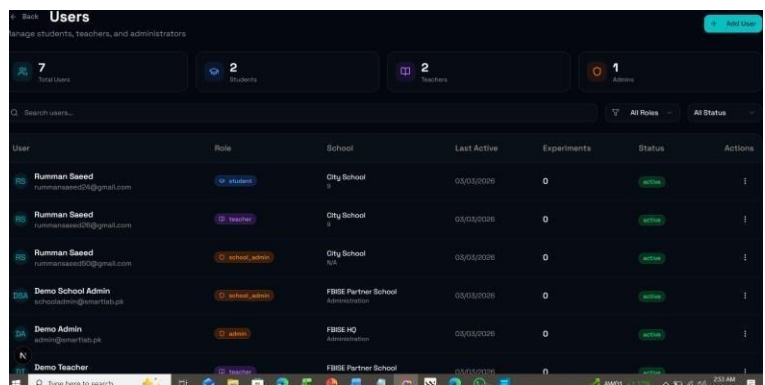 ← Back Users
Manage students, teachers, and administrators
+ Add User
7
Total Users
2
Students
2
Teachers
1
Admins
Search users...
All Roles
All Status
User Role School Last Active Experiments Status Actions
RS Rumman Saeed student City School 03/03/2026 0 active
rummansaeed24@gmail.com 9
RS Rumman Saeed teacher City School 03/03/2026 0 active
rummansaeed26@gmail.com 9
RS Rumman Saeed school_admin City School 03/03/2026 0 active
rummansaeed50@gmail.com N/A
DSA Demo School Admin school_admin FBISE Partner School 03/03/2026 0 active
schooladmin@smartlab.pk Administration
DA Demo Admin admin FBISE HQ 03/03/2026 0 active
admin@smartlab.pk Administration
N
DT Demo Teacher teacher FBISE Partner School 03/03/2026 0 active
Type here to search
2:53 AM